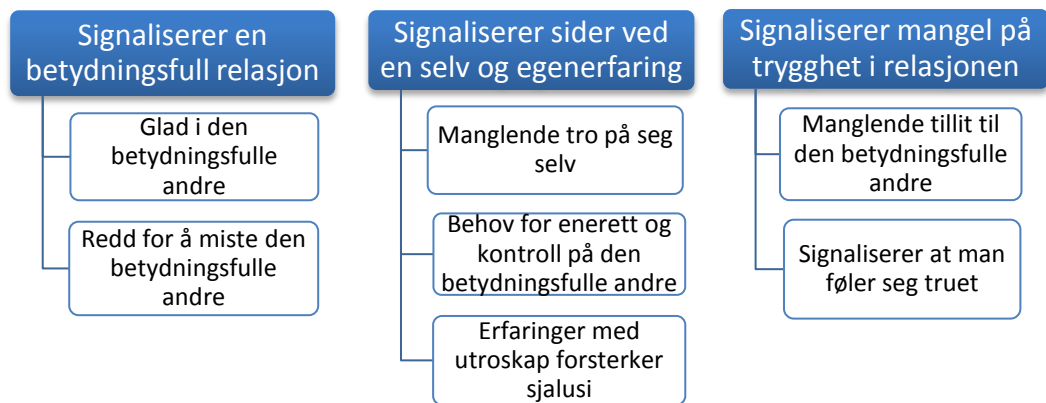 Signaliserer en
betydningsfull relasjon
Glad i den
betydningsfulle
andre
Redd for å miste den
betydningsfulle
andre
Signaliserer sider ved
en selv og egenerfaring
Manglende tro på seg
selv
Behov for enerett og
kontroll på den
betydningsfulle andre
Erfaringer med
utroskap forsterker
sjalusi
Signaliserer mangel på
trygghet i relasjonen
Manglende tillit til
den betydningsfulle
andre
Signaliserer at man
føler seg truet